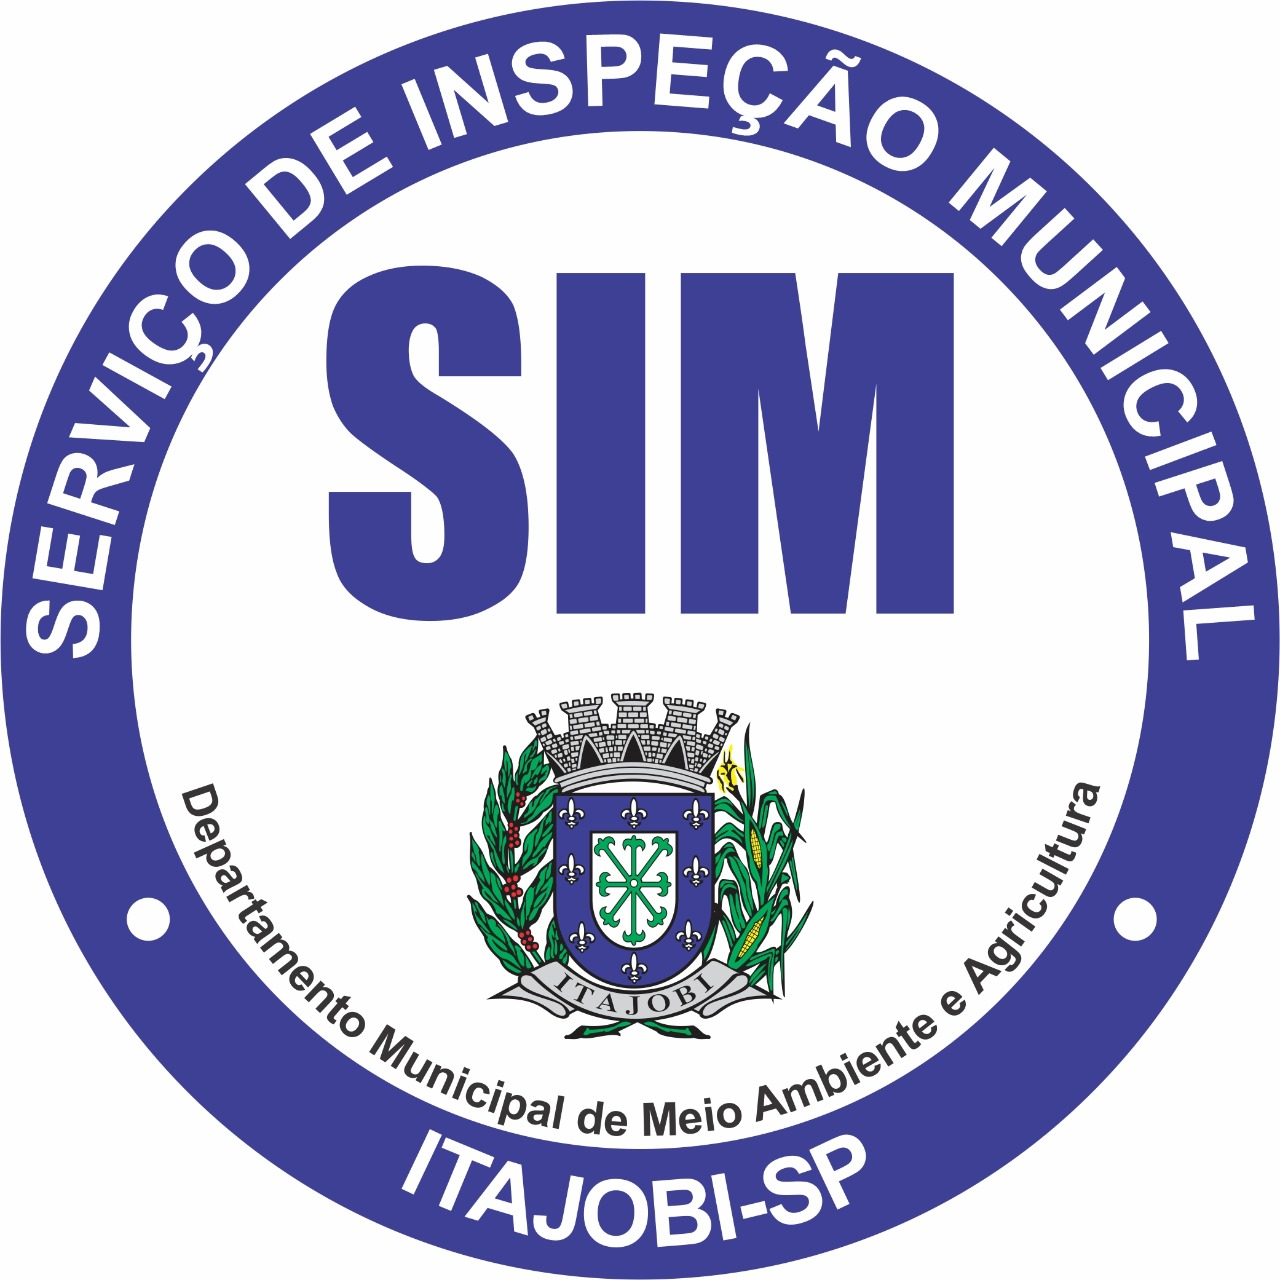 SERVIÇO DE INSPEÇÃO MUNICIPAL
SIM
ITAJOBI
Departamento Municipal de Meio Ambiente e Agricultura
ITAJOBI-SP